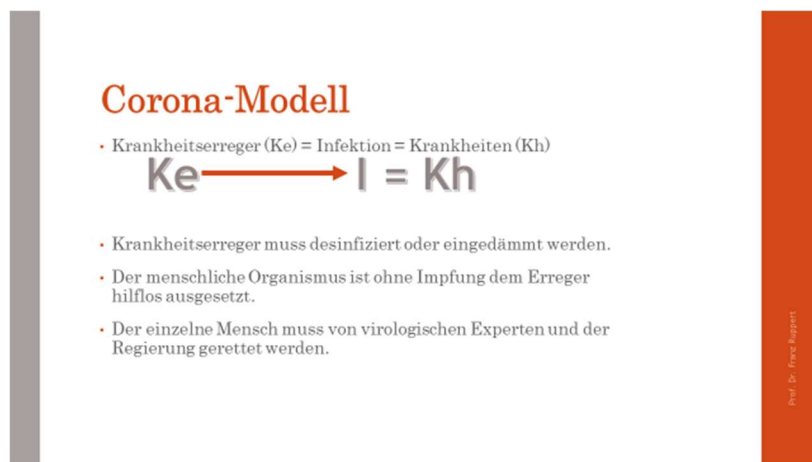 Corona-Modell
• Krankheitserreger (Ke) = Infektion = Krankheiten (Kh)
Ke → I = Kh
• Krankheitserreger muss desinfiziert oder eingedämmt werden.
• Der menschliche Organismus ist ohne Impfung dem Erreger
hilflos ausgesetzt.
• Der einzelne Mensch muss von virologischen Experten und der
Regierung gerettet werden.
Prof. Dr. Franz Ruppert